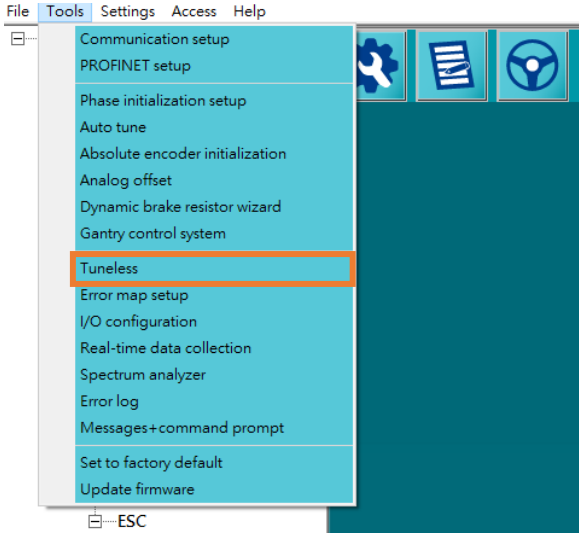 File Tools Settings Access Help
Communication setup
PROFINET setup
Phase initialization setup
Auto tune
Absolute encoder initialization
Analog offset
Dynamic brake resistor wizard
Gantry control system
Tuneless
Error map setup
I/O configuration
Real-time data collection
Spectrum analyzer
Error log
Messages+command prompt
Set to factory default
Update firmware
ESC